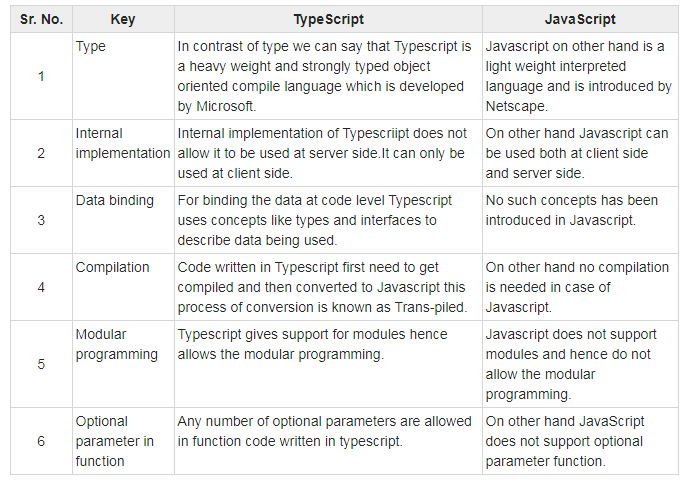 Sr. No. Key TypeScript JavaScript
1
Type
In contrast of type we can say that Typescript is
a heavy weight and strongly typed object
oriented compile language which is developed
by Microsoft.
Javascript on other hand is a
light weight interpreted
language and is introduced by
Netscape.
2
Internal
implementation
Internal implementation of Typescriipt does not
allow it to be used at server side.It can only be
used at client side.
On other hand Javascript can
be used both at client side
and server side.
3
Data binding
For binding the data at code level Typescript
uses concepts like types and interfaces to
describe data being used.
No such concepts has been
introduced in Javascript.
4
Compilation
Code written in Typescript first need to get
compiled and then converted to Javascript this
process of conversion is known as Trans-piled.
On other hand no compilation
is needed in case of
Javascript.
5
Modular
programming
Typescript gives support for modules hence
allows the modular programming.
Javascript does not support
modules and hence do not
allow the modular
programming.
6
Optional
parameter in
function
Any number of optional parameters are allowed
in function code written in typescript.
On other hand JavaScript
does not support optional
parameter function.